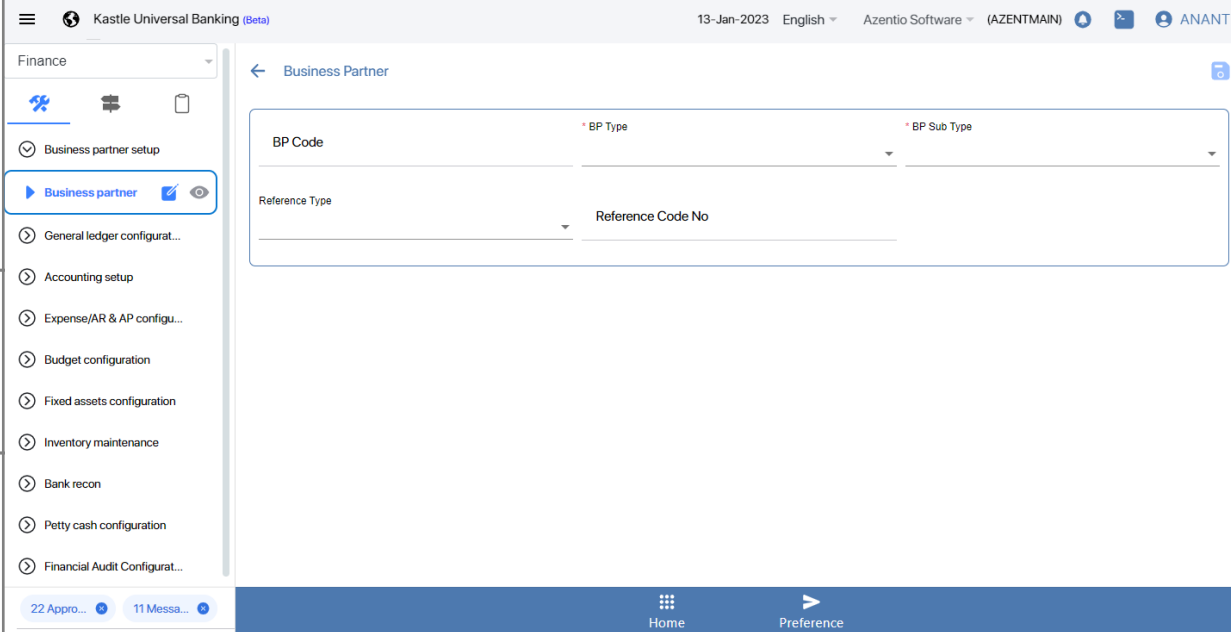 Kastle Universal Banking (Beta)
13-Jan-2023 English Azentio Software (AZENTMAIN) ANANT
Finance
Business partner setup
Business partner
General ledger configurat...
Accounting setup
Expense/AR & AP configu...
Budget configuration
Fixed assets configuration
Inventory maintenance
Bank recon
Petty cash configuration
Financial Audit Configurat...
22 Appro... 11 Messa...
Business Partner
BP Code
* BP Type
* BP Sub Type
Reference Type
Reference Code No
Home
Preference